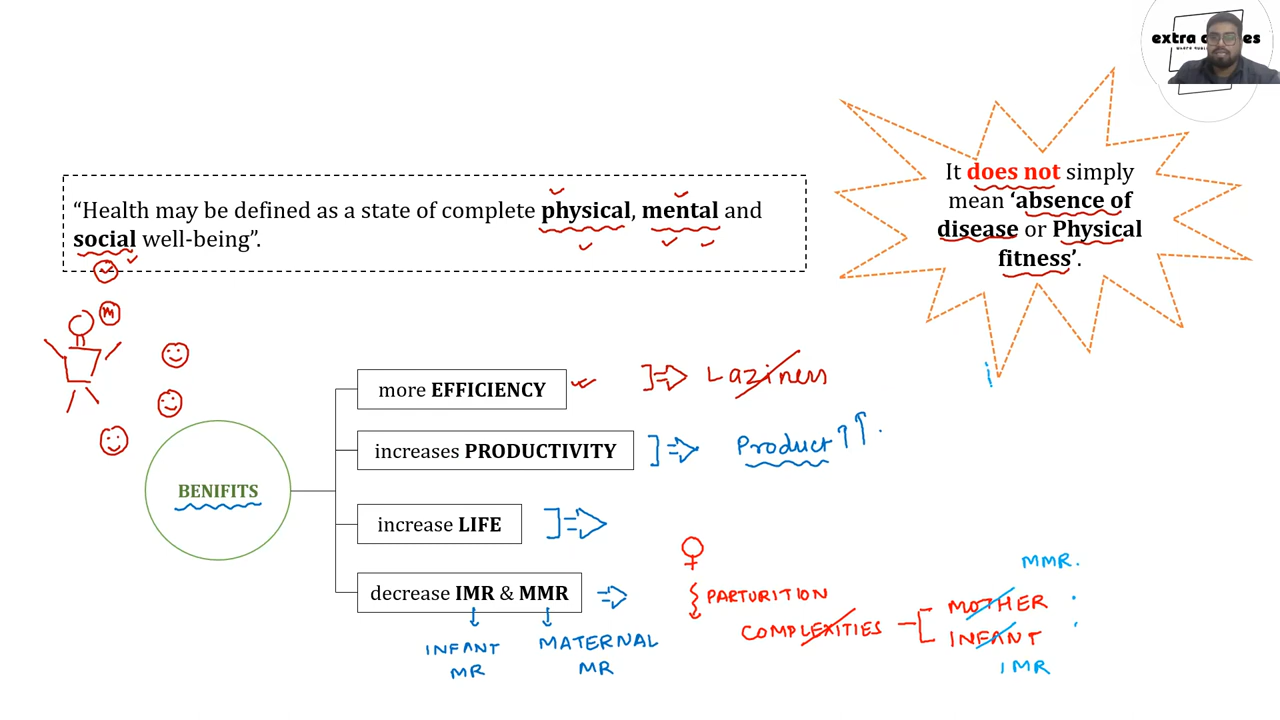 extra es
It does not simply
mean ‘absence of
disease or Physical
fitness’.
“Health may be defined as a state of complete physical, mental and
social well-being”.
M
BENIFITS
more EFFICIENCY
Laziness
increases PRODUCTIVITY
Product
increase LIFE
decrease IMR & MMR
INFANT
MR
MATERNAL
MR
PARTURITION
COMPLEXITIES
MMR.
MOTHER
INFANT
IMR